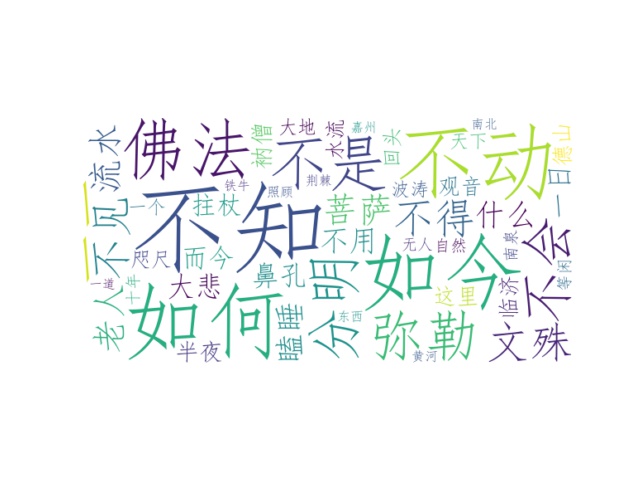 佛法
不是
不动
不知
如今
如何
不会
不见
流水
衲僧
大地
水流
嘉州
回头
南北
天下
德山
一日
铁牛
照顾
荆棘
波涛
观音
一个
拄杖
菩萨
不得
什么
咫尺
而今
鼻孔
不用
无人
自然
南泉
等闲
一道
十年
老人
大悲
明
分
这里
临济
瞌睡
东西
弥勒
文殊
半夜
黄河
一